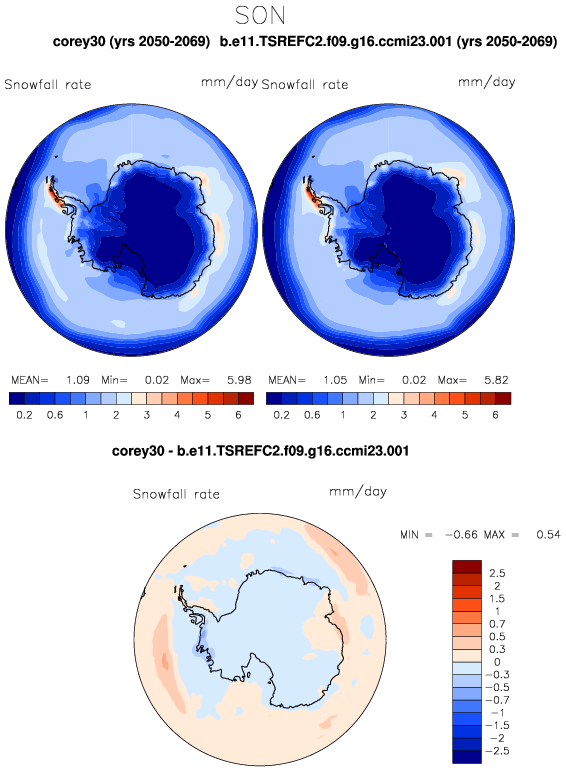 SON
corey30 (yrs 2050-2069) b.e11.TSREFC2.f09.g16.ccmi23.001 (yrs 2050-2069)
Snowfall rate mm/day Snowfall rate mm/day
MEAN= 1.09 Min= 0.02 Max= 5.98 MEAN= 1.05 Min= 0.02 Max= 5.82
0.2 0.6 1 2 3 4 5 6 0.2 0.6 1 2 3 4 5 6
corey30 - b.e11.TSREFC2.f09.g16.ccmi23.001
Snowfall rate mm/day
MIN = -0.66 MAX = 0.54
2.5
2
1.5
1
0.7
0.5
0.3
0
-0.3
-0.5
-0.7
-1
-1.5
-2
-2.5